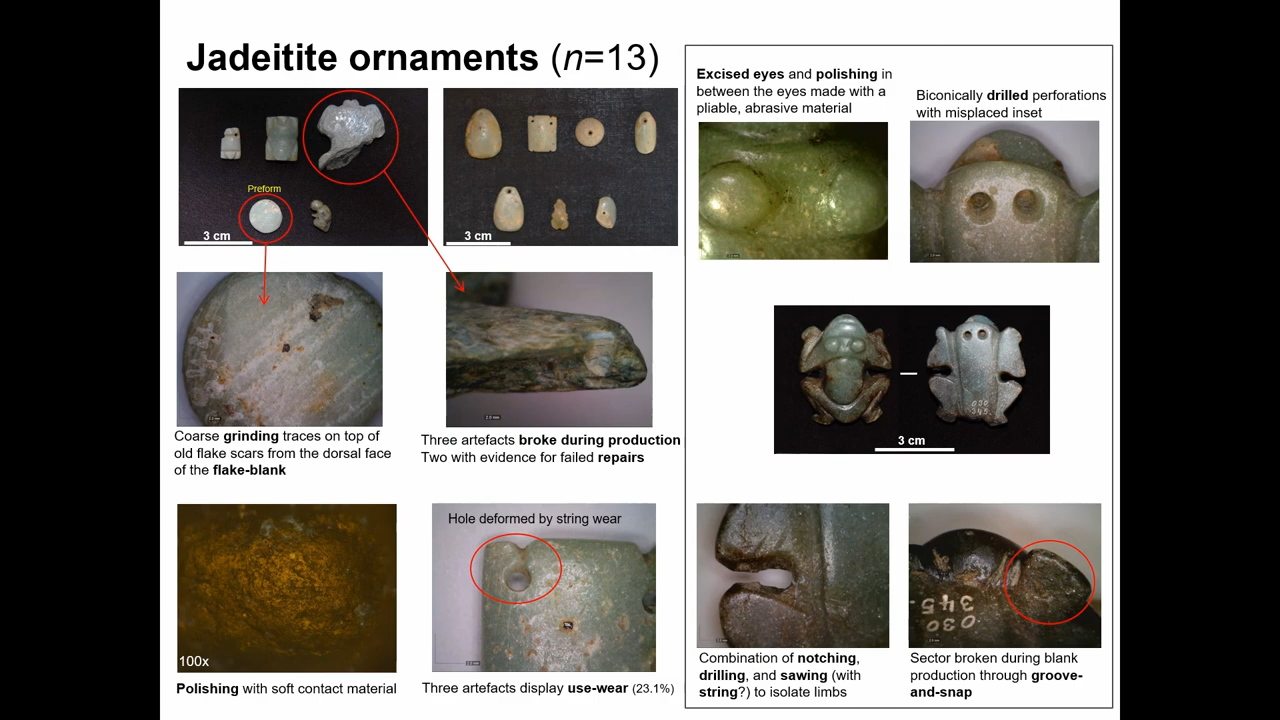 Jadeitite ornaments (n=13)
Preform
3 cm
3 cm
Coarse grinding traces on top of
old flake scars from the dorsal face
of the flake-blank
Three artefacts broke during production
Two with evidence for failed repairs
100x
Polishing with soft contact material
Hole deformed by string wear
Three artefacts display use-wear (23.1%)
Excised eyes and polishing in
between the eyes made with a
pliable, abrasive material
Biconically drilled perforations
with misplaced inset
030
345.
3 cm
Combination of notching,
drilling, and sawing (with
string?) to isolate limbs
030
345
Sector broken during blank
production through groove-
and-snap